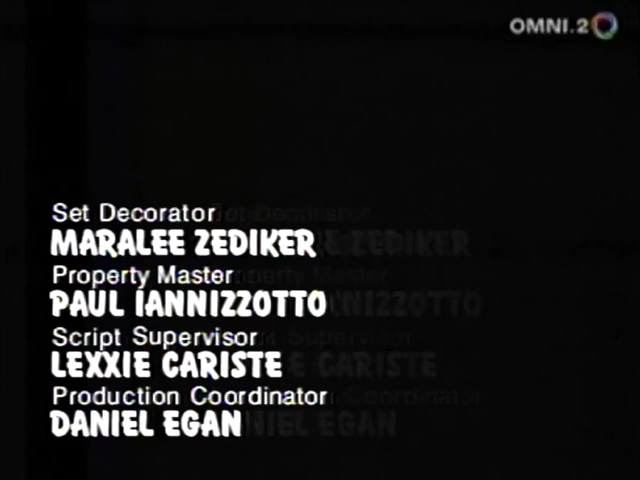 OMNI.2
Set Decorator
MARALEE ZEDIKER
Property Master
PAUL IANNIZZOTTO
Script Supervisor
LEXXIE CARISTE
Production Coordinator
DANIEL EGAN